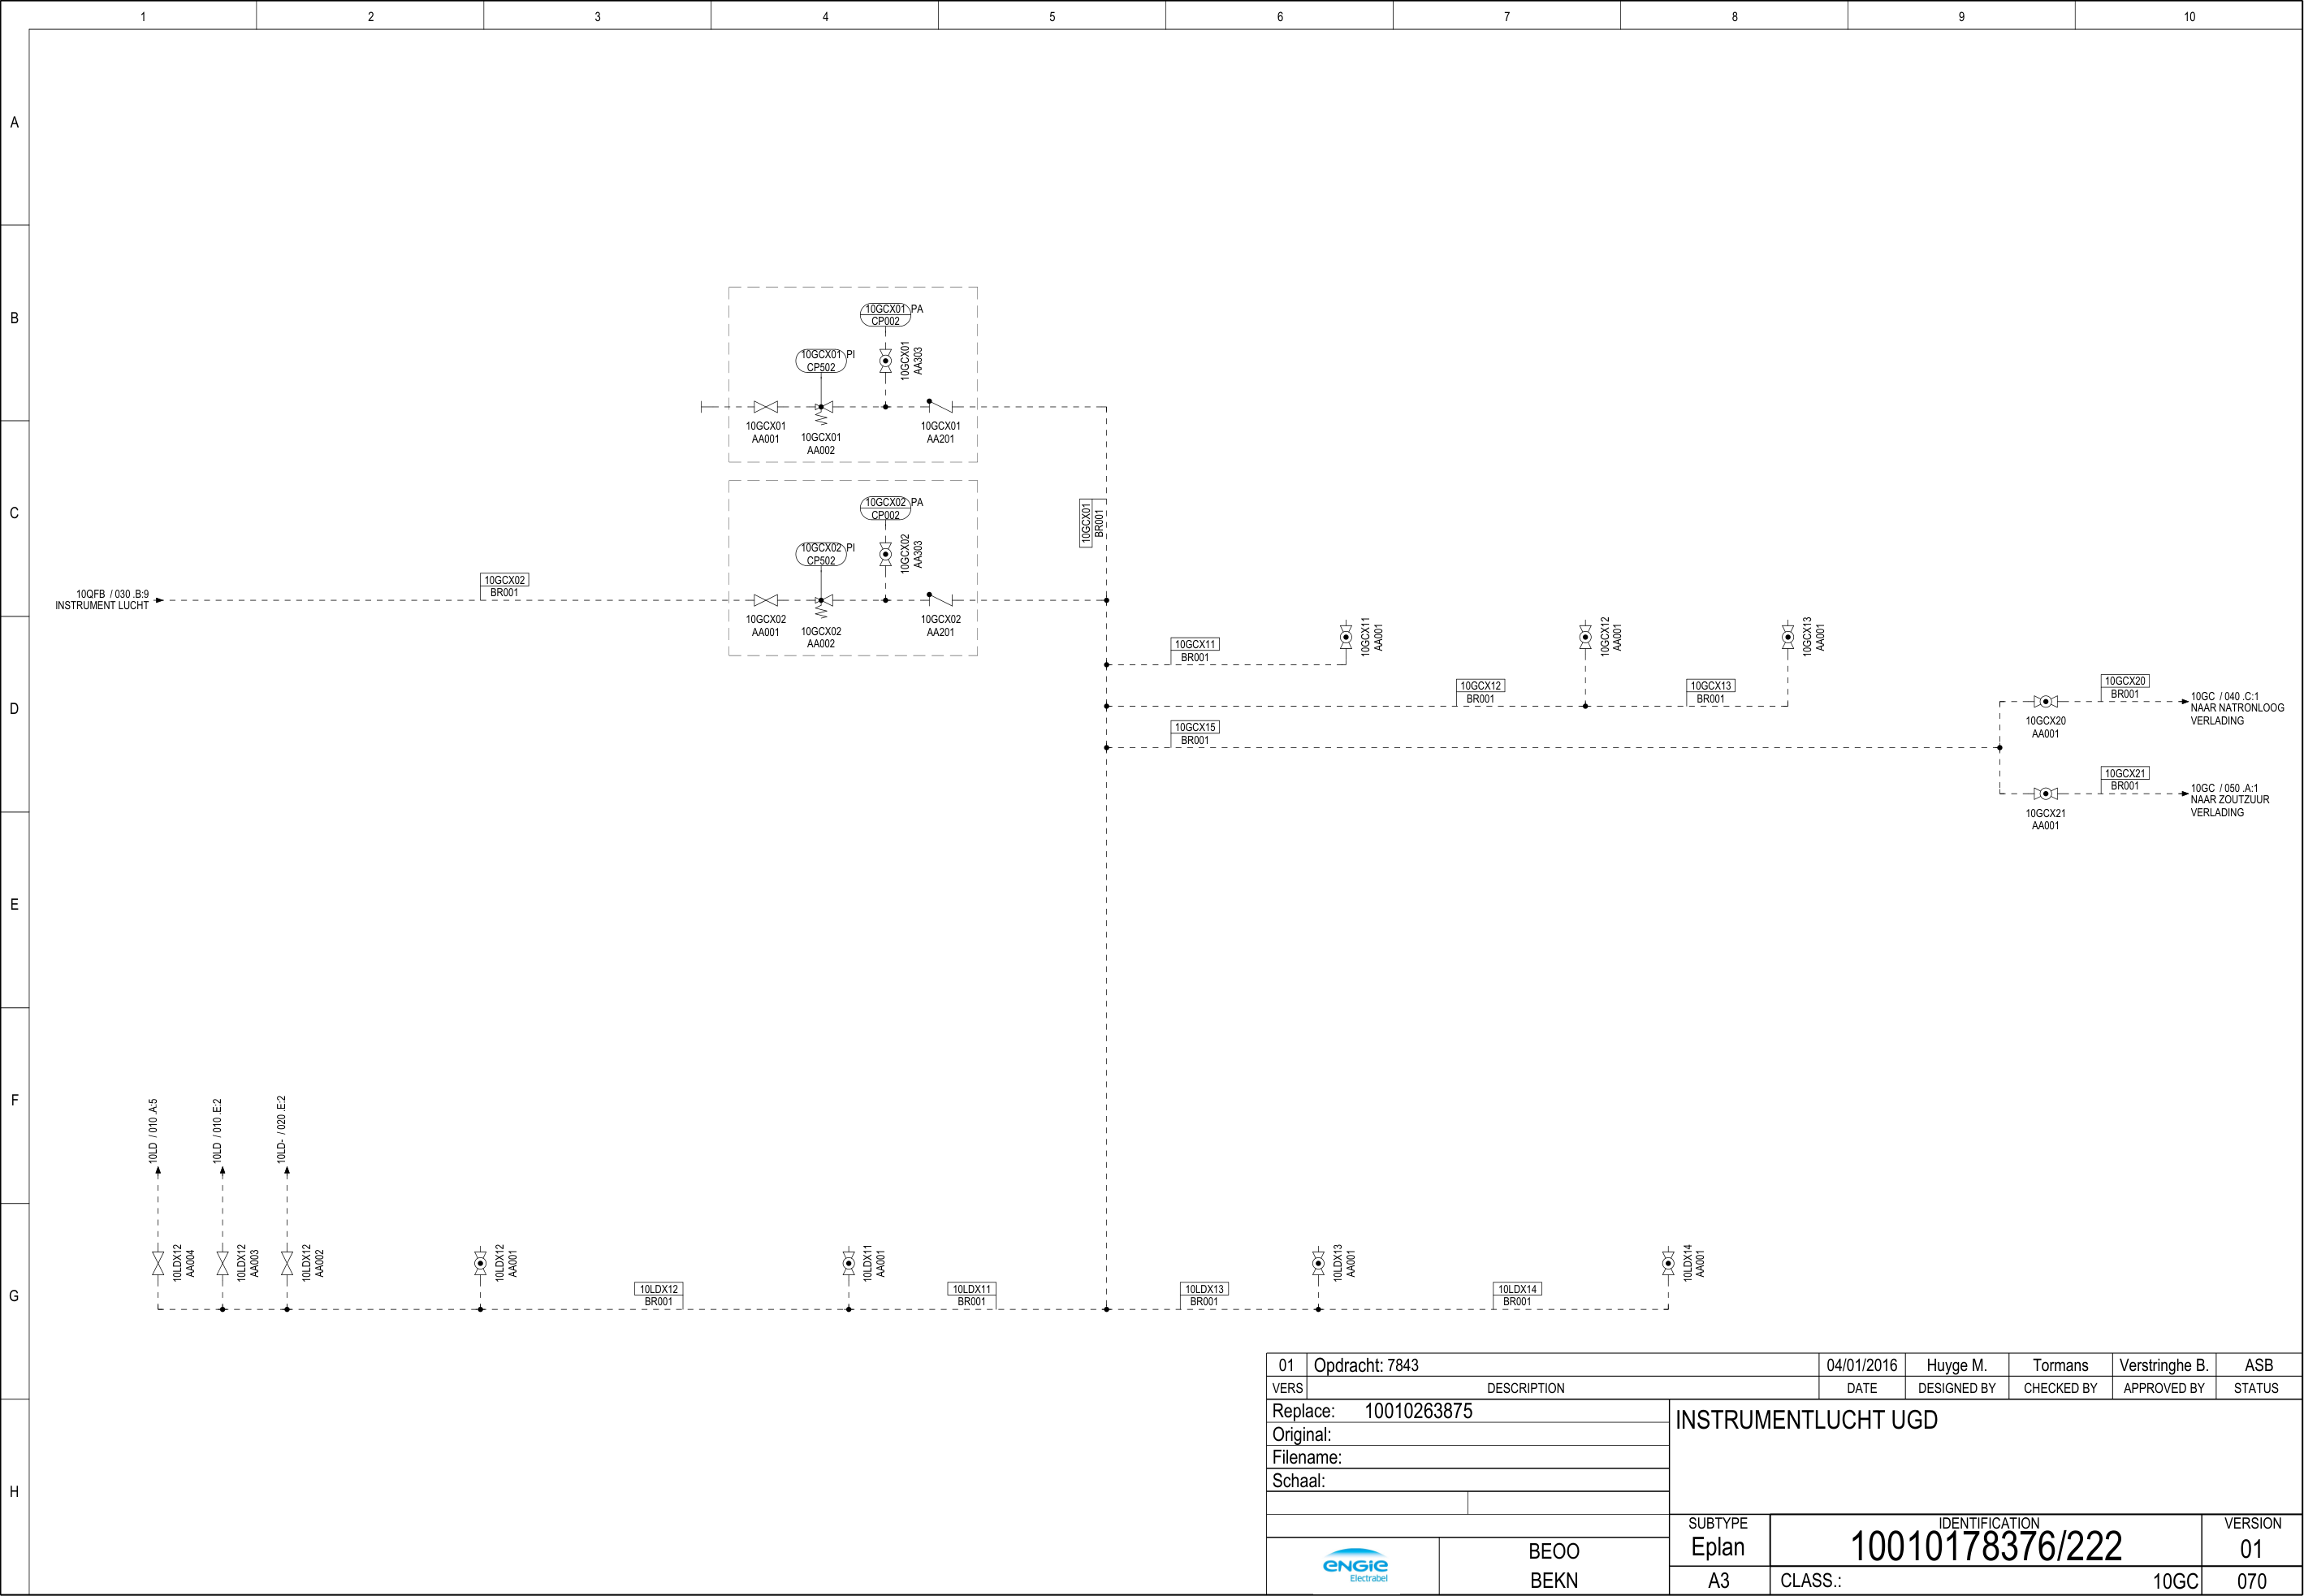 1 2 3 4 5 6 7 8 9 10
A
B
C
D
E
F
G
H
10GCX01 PA
CP002
10GCX01 PI
CP502
10GCX01
AA303
10GCX01
AA001
10GCX01
AA002
10GCX01
AA201
10GCX02 PA
CP002
10GCX02 PI
CP502
10GCX02
AA303
10GCX01
BR001
10QFB / 030 .B:9
INSTRUMENT LUCHT
10GCX02
BR001
10GCX02
AA001
10GCX02
AA002
10GCX02
AA201
10GCX11
BR001
10GCX11
AA001
10GCX12
AA001
10GCX13
AA001
10GCX12
BR001
10GCX13
BR001
10GCX15
BR001
10GCX20
AA001
10GCX20
BR001
10GC / 040 .C:1
NAAR NATRONLOOG
VERLADING
10GCX21
AA001
10GCX21
BR001
10GC / 050 .A:1
NAAR ZOUTZUUR
VERLADING
10LD / 010 .A:5
10LD / 010 .E:2
10LD- / 020 .E:2
10LDX12
AA004
10LDX12
AA003
10LDX12
AA002
10LDX12
AA001
10LDX11
AA001
10LDX13
AA001
10LDX14
AA001
10LDX12
BR001
10LDX11
BR001
10LDX13
BR001
10LDX14
BR001
01 Opdracht: 7843 04/01/2016 Huyge M. Tormans Verstringhe B. ASB
VERS DESCRIPTION DATE DESIGNED BY CHECKED BY APPROVED BY STATUS
Replace: 10010263875
Original:
Filename:
Schaal:
INSTRUMENTLUCHT UGD
ENGIE
Electrabel
BEOO
BEKN
SUBTYPE
Eplan
A3
IDENTIFICATION
10010178376/222
CLASS.: 10GC
VERSION
01
070